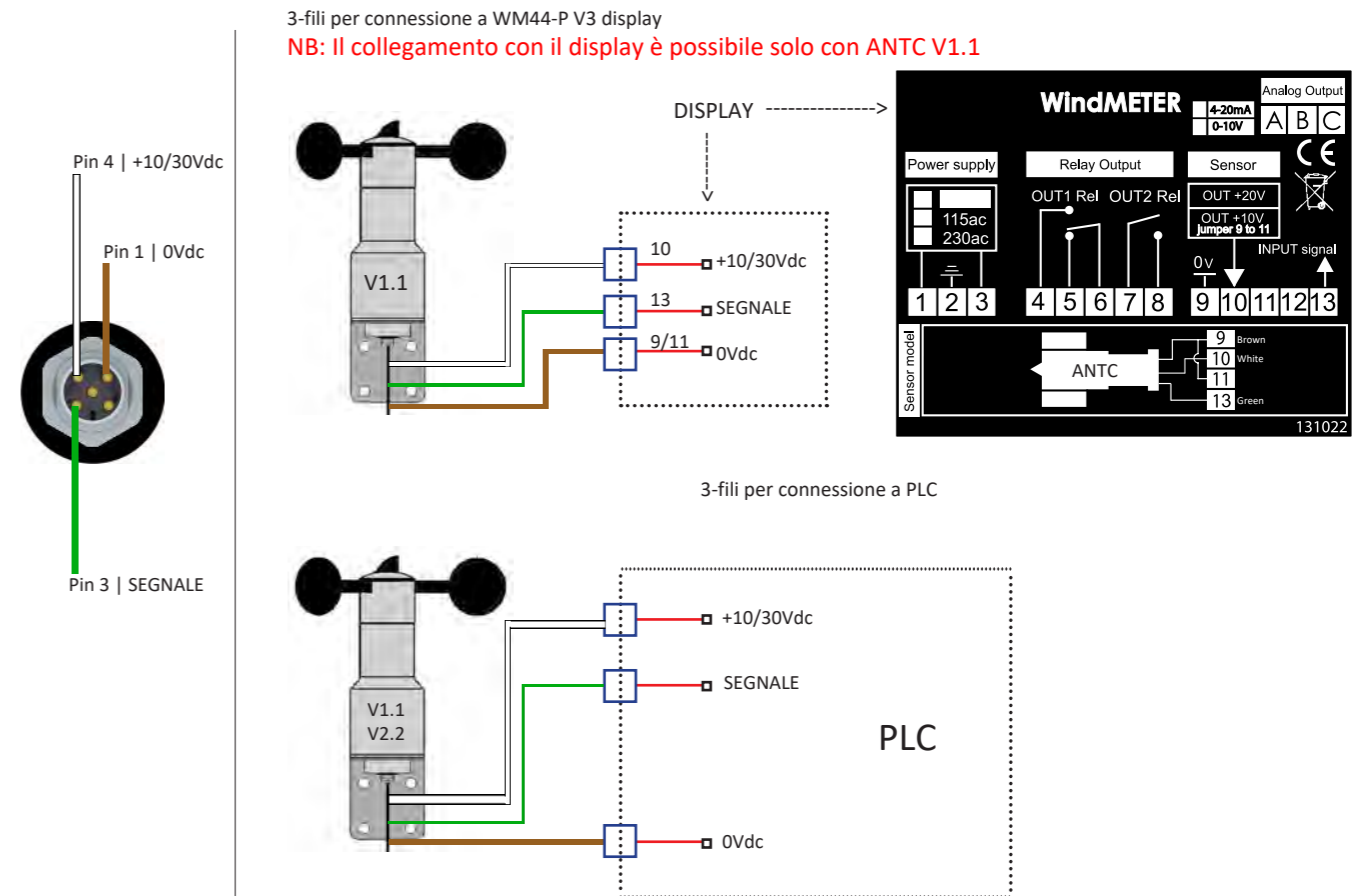 3-fili per connessione a WM44-P V3 display
NB: Il collegamento con il display è possibile solo con ANTC V1.1
Pin 4 | +10/30Vdc
Pin 1 | 0Vdc
Pin 3 | SEGNALE
DISPLAY
V1.1
10
+10/30Vdc
13
SEGNALE
9/11
0Vdc
WindMETER
4-20mA
0-10V
Analog Output
A B C
CE
Power supply
115ac
230ac
Relay Output
OUT1 Rel OUT2 Rel
Sensor
OUT +20V
OUT +10V
jumper 9 to 11
INPUT signal
0v
1 2 3 4 5 6 7 8 9 10 11 12 13
Sensor model
ANTC
9 Brown
10 White
11
13 Green
131022
3-fili per connessione a PLC
V1.1
V2.2
+10/30Vdc
SEGNALE
PLC
0Vdc